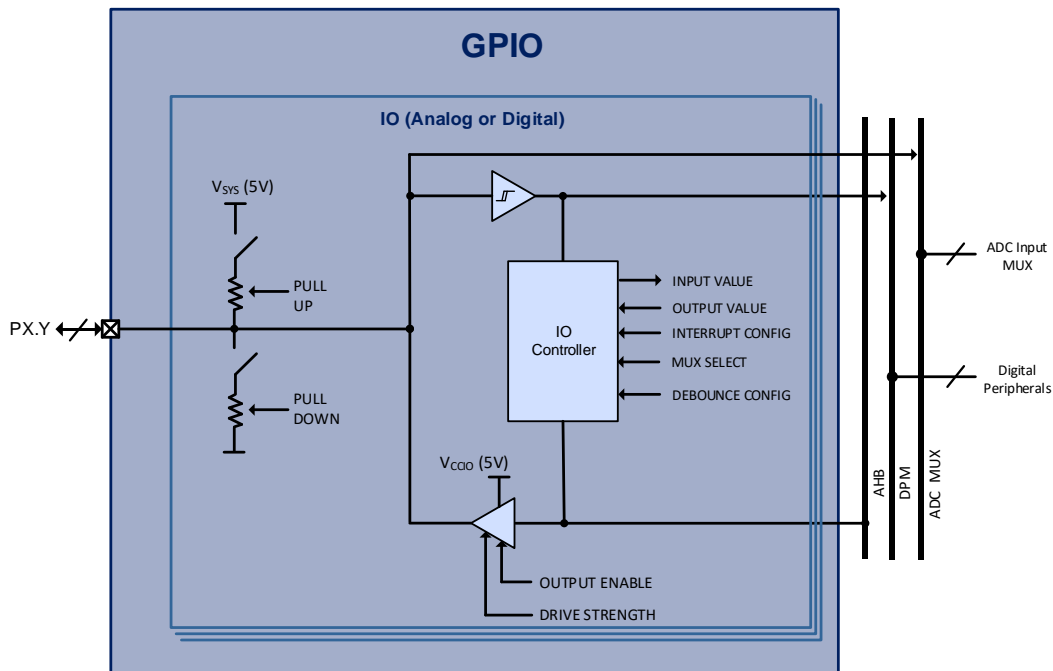 GPIO
IO (Analog or Digital)
VSYS (5V)
PULL
UP
PX.Y
PULL
DOWN
IO
Controller
INPUT VALUE
OUTPUT VALUE
INTERRUPT CONFIG
MUX SELECT
DEBOUNCE CONFIG
VCCIO (5V)
OUTPUT ENABLE
DRIVE STRENGTH
AHB
DPM
ADC MUX
ADC Input
MUX
Digital
Peripherals